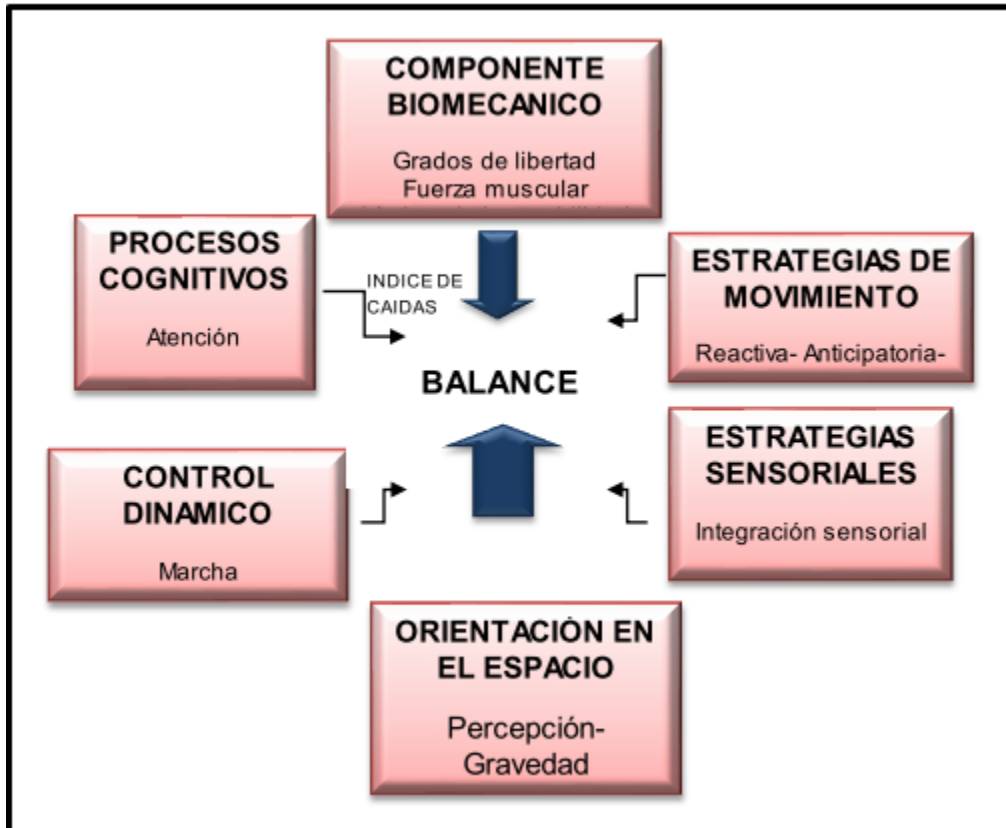 COMPONENTE
BIOMECANICO
Grados de libertad
Fuerza muscular
PROCESOS
COGNITIVOS
Atención
INDICE DE
CAIDAS
ESTRATEGIAS DE
MOVIMIENTO
Reactiva- Anticipatoria-
BALANCE
CONTROL
DINAMICO
Marcha
ESTRATEGIAS
SENSORIALES
Integración sensorial
ORIENTACIÓN EN
EL ESPACIO
Percepción-
Gravedad